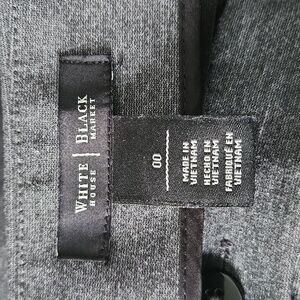 WHITE | BLACK
HOUSE | MARKET
00
MADE IN
VIETNAM
HECHO EN
VIETNAM
FABRIQUÉ EN
VIETNAM